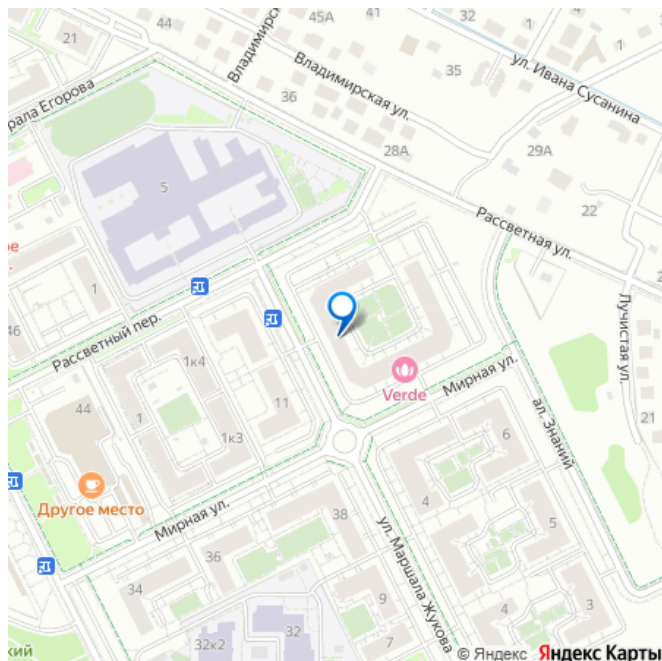 45А
32
1
1
21
44
Владимирск
ул. Ивана Сусанина
Владимирская ул.
35
рала Егорова
36
28А
29А
5
22
Рассветная ул.
ое
1
Лучистая ул.
46
Рассветный пер.
1к4
Verde
Мирная ул.
44
1
11
21
1к3
6
ал. Знаний
Другое место
4
Мирная ул.
38
ул. Маршала Жукова
5
36
34
9
4
3
32к2
32
7
ский
© Яндекс Яндекс Карты